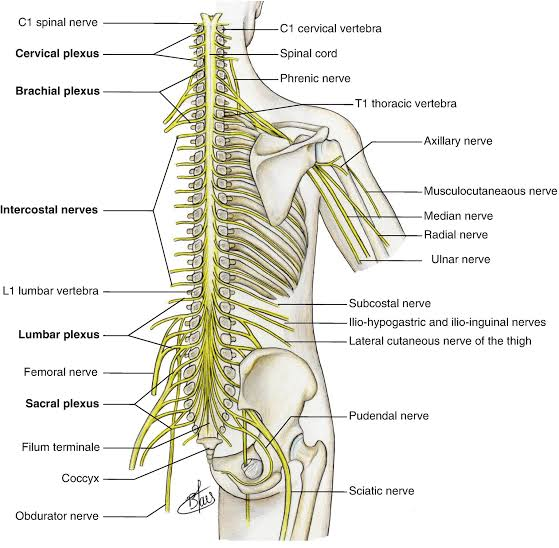 C1 spinal nerve
Cervical plexus
Brachial plexus
Intercostal nerves
L1 lumbar vertebra
Lumbar plexus
Femoral nerve
Sacral plexus
Filum terminale
Coccyx
Obdurator nerve
C1 cervical vertebra
Spinal cord
Phrenic nerve
T1 thoracic vertebra
Axillary nerve
Musculocutaneaous nerve
Median nerve
Radial nerve
Ulnar nerve
Subcostal nerve
Ilio-hypogastric and ilio-inguinal nerves
Lateral cutaneous nerve of the thigh
Pudendal nerve
Sciatic nerve